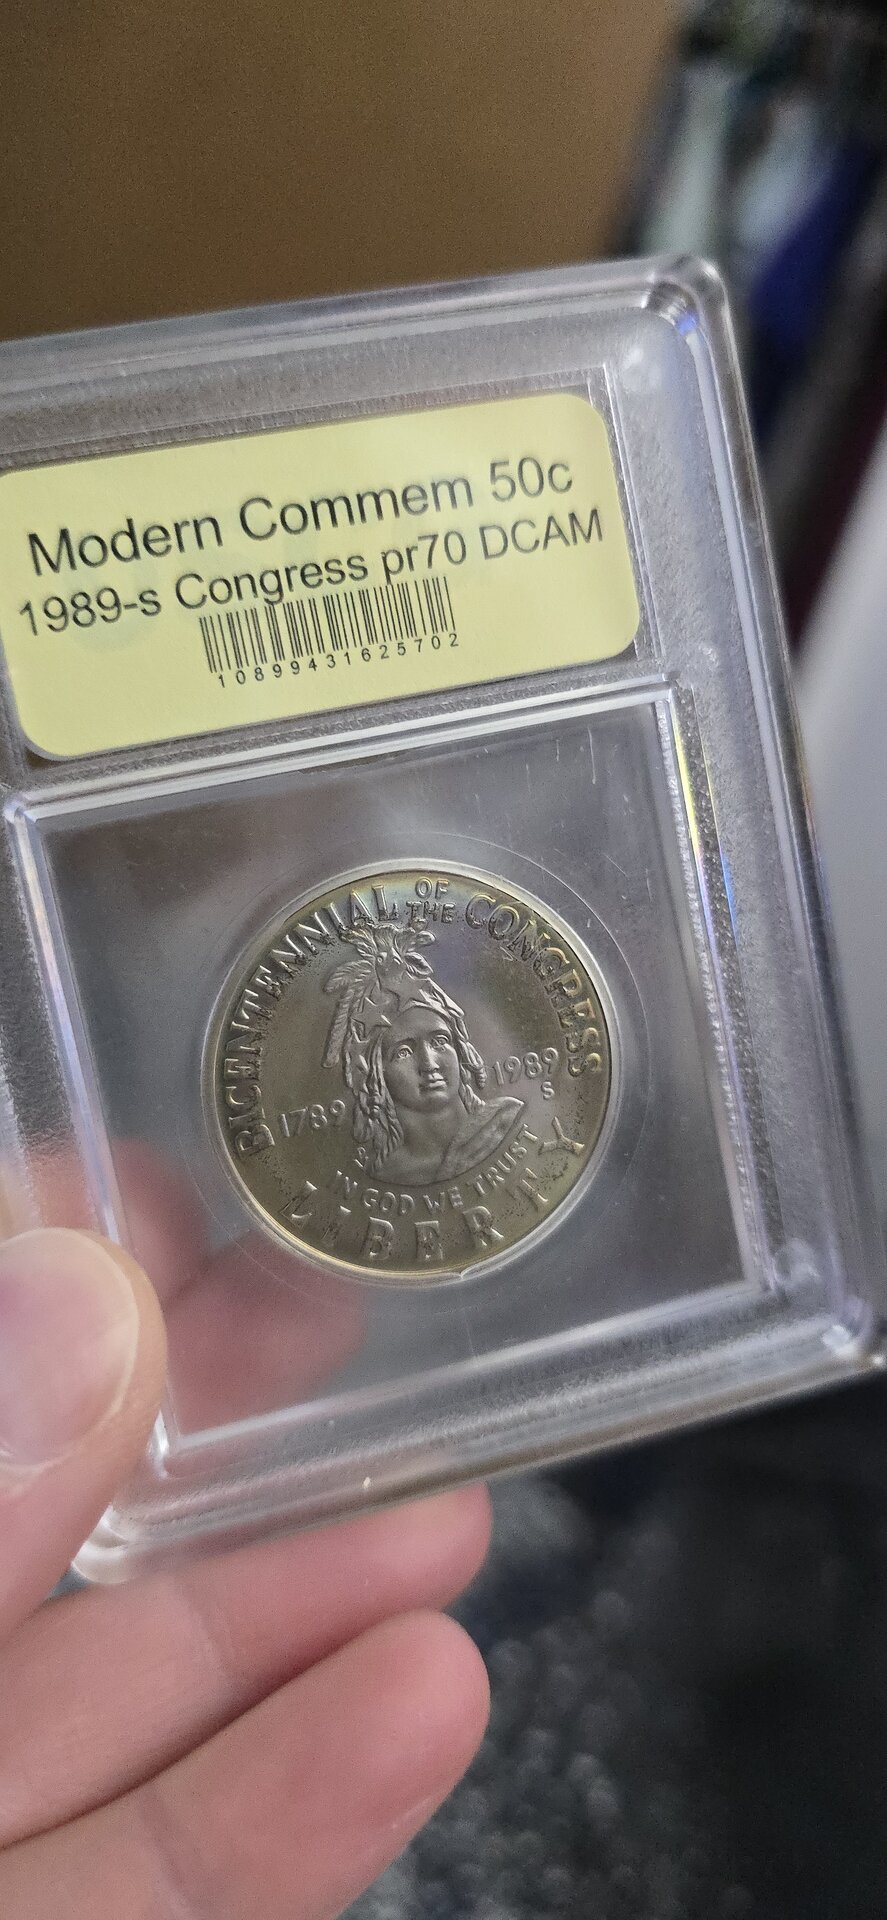 Modern Commem 50c
1989-s Congress pr70 DCAM
10899431625702
BICENTENNIAL OF THE CONGRESS
1789
1989
S
IN GOD WE TRUST
LIBERTY